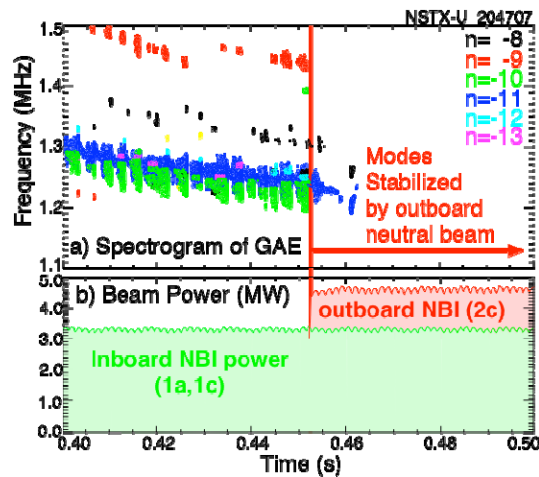 NSTX-U 204707
1.5
1.4
1.3
1.2
1.1
Frequency (MHz)
n= -8
n= -9
n=-10
n=-11
n=-12
n=-13
Modes
Stabilized
by outboard
neutral beam
a) Spectrogram of GAE
5.0
4.0
3.0
2.0
1.0
0.0
b) Beam Power (MW)
outboard NBI (2c)
Inboard NBI power
(1a,1c)
0.40
0.42
0.44
0.46
0.48
0.50
Time (s)